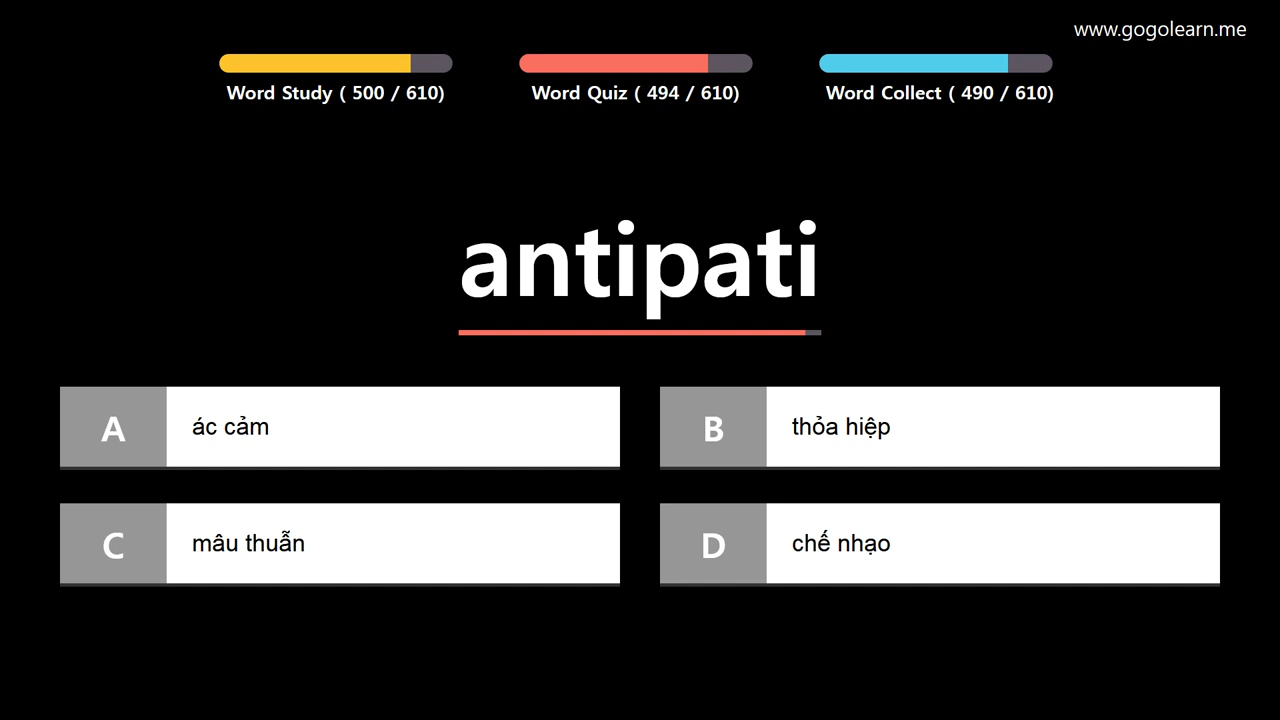 www.gogolearn.me
Word Study ( 500 / 610)
Word Quiz ( 494 / 610)
Word Collect ( 490 / 610)
antipati
A ác cảm
B thỏa hiệp
C mâu thuẫn
D chế nhạo